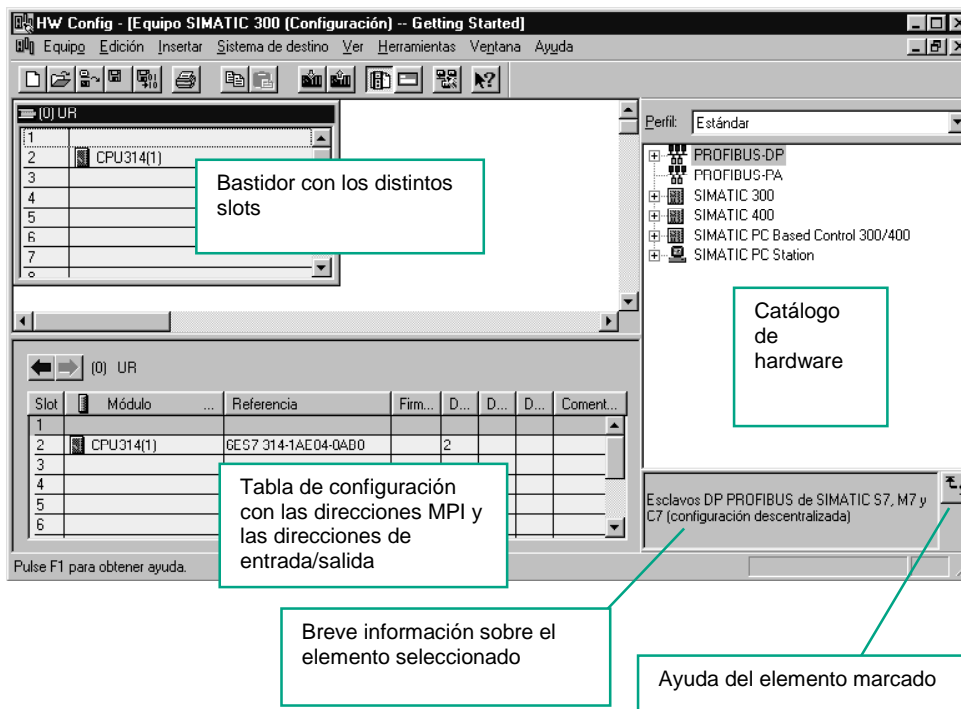 HW Config - [Equipo SIMATIC 300 (Configuración) -- Getting Started]
Equipo Edición Insertar Sistema de destino Ver Herramientas Ventana Ayuda
(0) UR
1
2 CPU314(1)
3
4
5
6
7
Bastidor con los distintos
slots
Perfil: Estándar
PROFIBUS-DP
PROFIBUS-PA
SIMATIC 300
SIMATIC 400
SIMATIC PC Based Control 300/400
SIMATIC PC Station
Catálogo
de
hardware
(0) UR
Slot Módulo ... Referencia Firm... D... D... D... Coment...
1
2 CPU314(1) 6ES7 314-1AE04-0AB0 2
3
4
5
6
Tabla de configuración
con las direcciones MPI y
las direcciones de
entrada/salida
Esclavos DP PROFIBUS de SIMATIC S7, M7 y
C7 (configuración descentralizada)
Pulse F1 para obtener ayuda.
Breve información sobre el
elemento seleccionado
Ayuda del elemento marcado